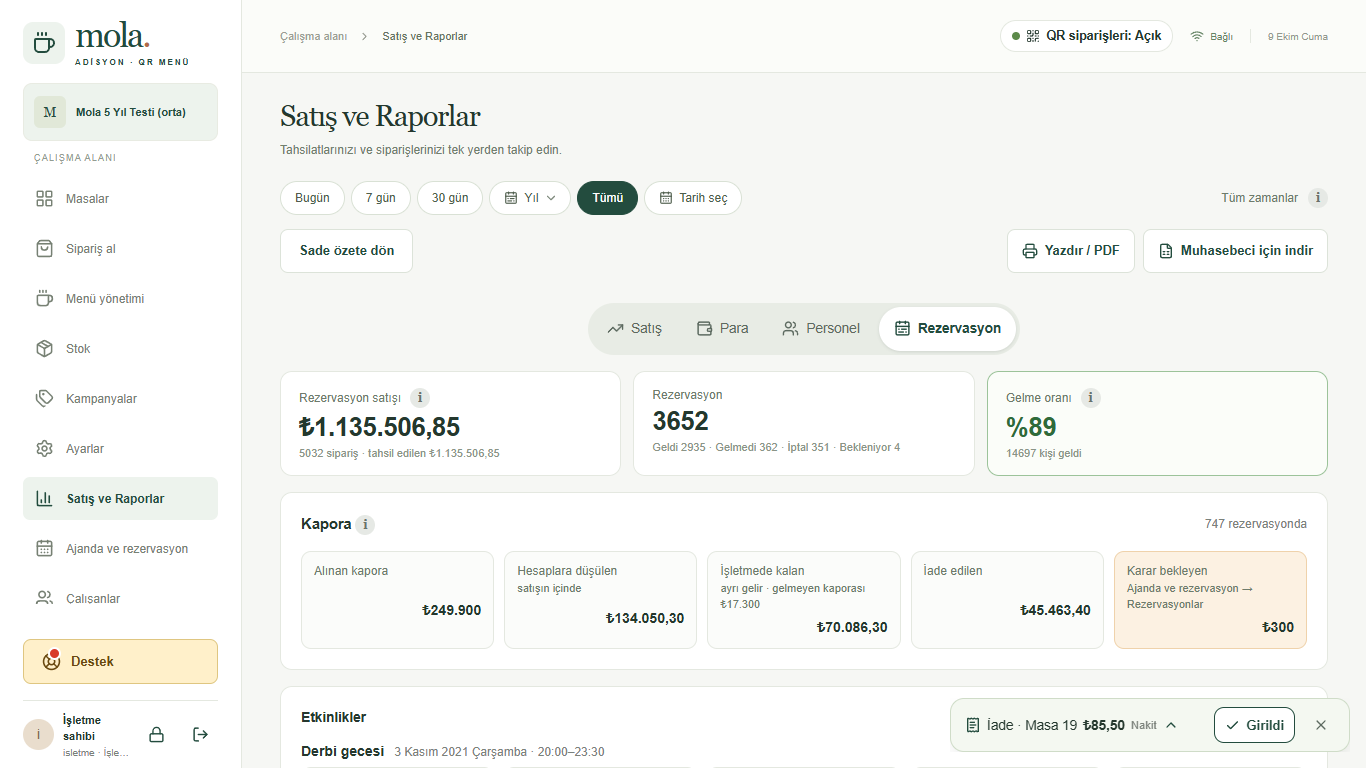 mola.
ADİSYON · QR MENÜ
M
Mola 5 Yıl Testi (orta)
ÇALIŞMA ALANI
Masalar
Sipariş al
Menü yönetimi
Stok
Kampanyalar
Ayarlar
Satış ve Raporlar
Ajanda ve rezervasyon
Çalışanlar
Destek
i
İşletme sahibi
isletme · İşle...
Çalışma alanı > Satış ve Raporlar
QR siparişleri: Açık
Bağlı
9 Ekim Cuma
Satış ve Raporlar
Tahsilatlarınızı ve siparişlerinizi tek yerden takip edin.
Bugün
7 gün
30 gün
Yıl
Tümü
Tarih seç
Tüm zamanlar i
Sade özete dön
Yazdır / PDF
Muhasebeci için indir
Satış
Para
Personel
Rezervasyon
Rezervasyon satışı i
₺1.135.506,85
5032 sipariş · tahsil edilen ₺1.135.506,85
Rezervasyon
3652
Geldi 2935 · Gelmedi 362 · İptal 351 · Bekleniyor 4
Gelme oranı i
%89
14697 kişi geldi
Kapora i
747 rezervasyonda
Alınan kapora
₺249.900
Hesaplara düşülen
satışın içinde
₺134.050,30
İşletmede kalan
ayrı gelir · gelmeyen kaporası
₺17.300
₺70.086,30
İade edilen
₺45.463,40
Karar bekleyen
Ajanda ve rezervasyon →
Rezervasyonlar
₺300
Etkinlikler
Derbi gecesi 3 Kasım 2021 Çarşamba · 20:00–23:30
İade · Masa 19 ₺85,50 Nakit
Girildi